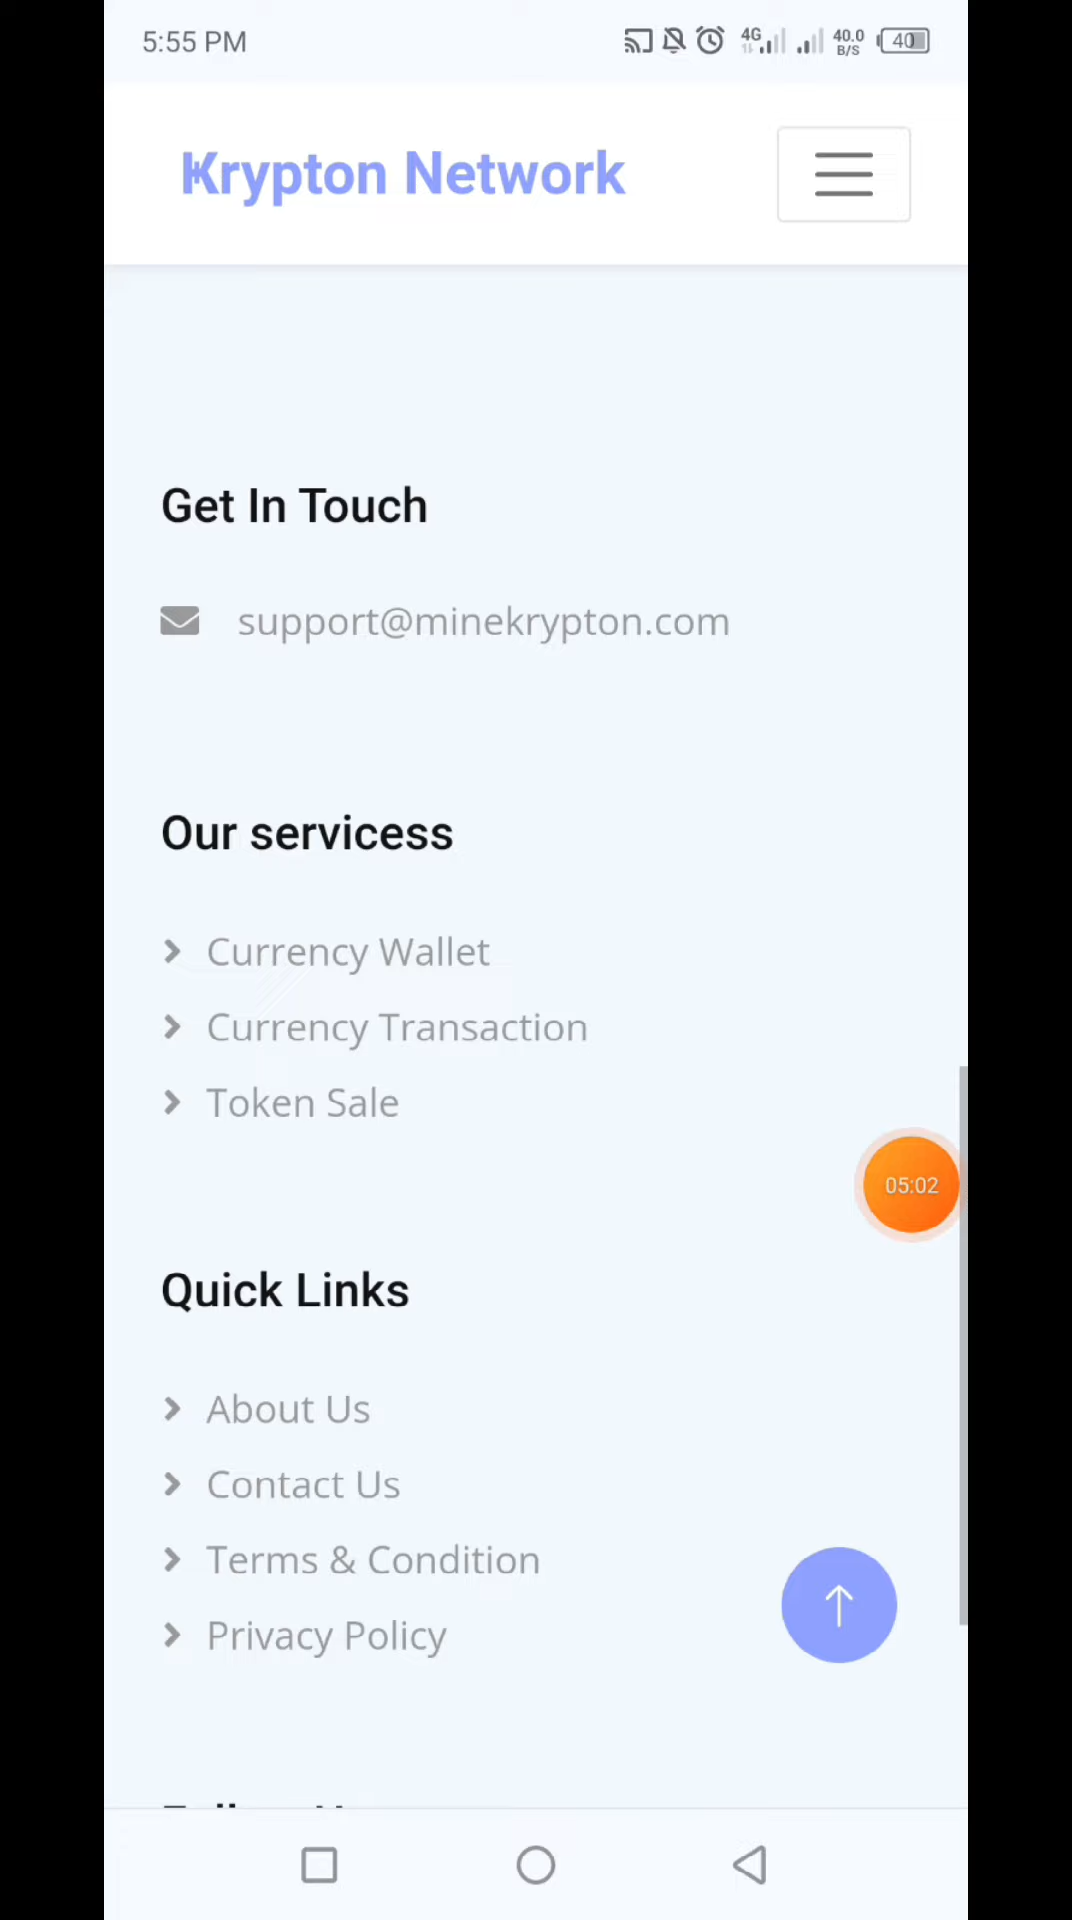 5:55 PM
4G
40.0
B/S
40
Krypton Network
Get In Touch
support@minekrypton.com
Our servicess
Currency Wallet
Currency Transaction
Token Sale
05:02
Quick Links
About Us
Contact Us
Terms & Condition
Privacy Policy